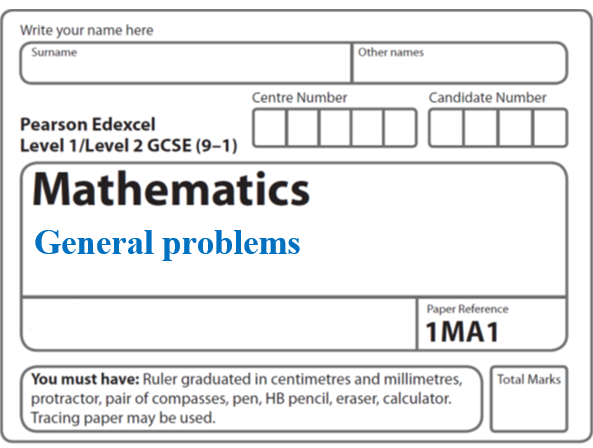 Write your name here
Surname
Other names
Centre Number
Candidate Number
Pearson Edexcel
Level 1/Level 2 GCSE (9–1)
Mathematics
General problems
Paper Reference
1MA1
You must have: Ruler graduated in centimetres and millimetres,
protractor, pair of compasses, pen, HB pencil, eraser, calculator.
Tracing paper may be used.
Total Marks